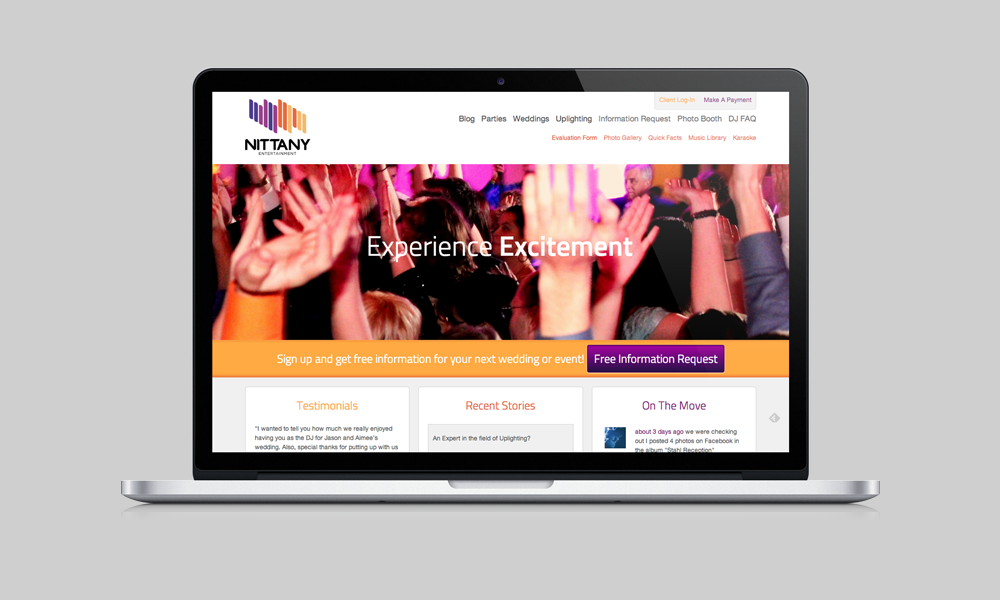 Client Log-In Make A Payment
NITTANY
ENTERTAINMENT
Blog Parties Weddings Uplighting Information Request Photo Booth DJ FAQ
Evaluation Form Photo Gallery Quick Facts Music Library Karaoke
Experience Excitement
Sign up and get free information for your next wedding or event! Free Information Request
Testimonials
"I wanted to tell you how much we really enjoyed
having you as the DJ for Jason and Aimee's
wedding. Also, special thanks for putting up with us
Recent Stories
An Expert in the field of Uplighting?
On The Move
about 3 days ago we were checking
out I posted 4 photos on Facebook in
the album "Stahl Reception"